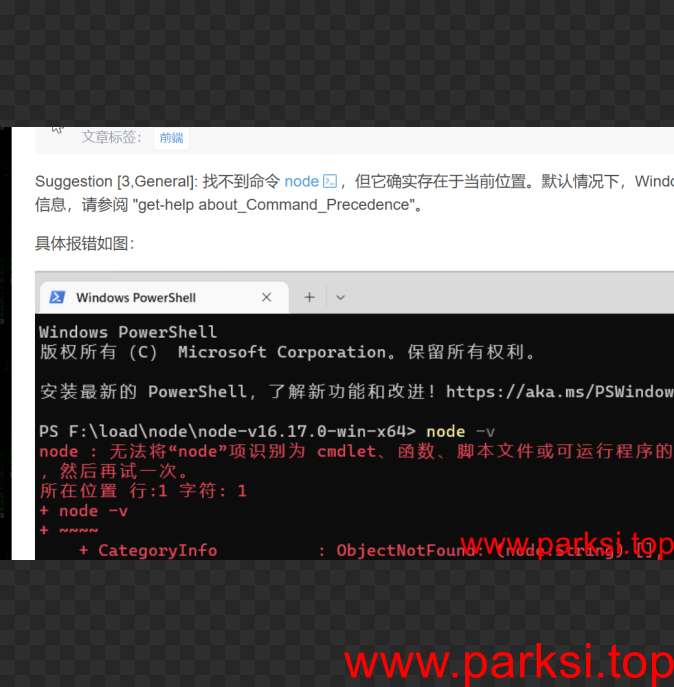 文章标签： 前端
Suggestion [3,General]: 找不到命令 node ，但它确实存在于当前位置。默认情况下，Windo
信息，请参阅 "get-help about_Command_Precedence"。
具体报错如图：
Windows PowerShell
Windows PowerShell
版权所有 (C) Microsoft Corporation。保留所有权利。
安装最新的 PowerShell，了解新功能和改进！https://aka.ms/PSWindow
PS F:\load\node\node-v16.17.0-win-x64> node -v
node : 无法将“node”项识别为 cmdlet、函数、脚本文件或可运行程序的
，然后再试一次。
所在位置 行:1 字符: 1
+ node -v
+ ~~~~
+ CategoryInfo : ObjectNotFound: (node:String) [],
www.parksi.top
www.parksi.top